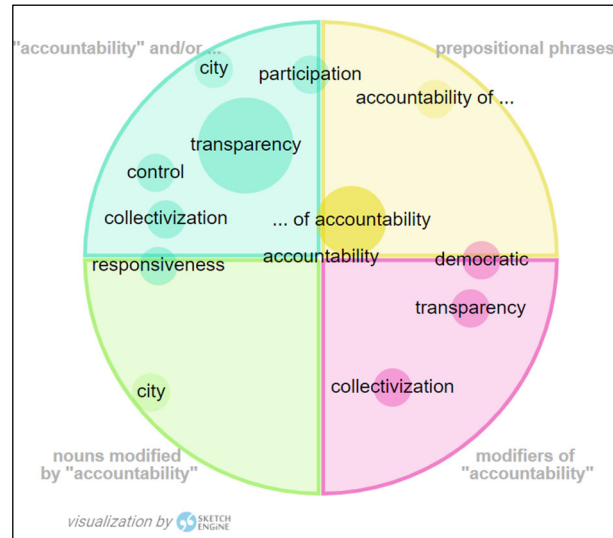 "accountability" and/or ...
prepositional phrases
city
participation
accountability of ...
transparency
control
collectivization
... of accountability
accountability
responsiveness
democratic
transparency
collectivization
city
nouns modified
by "accountability"
modifiers of
"accountability"
visualization by SKETCH
ENGINE